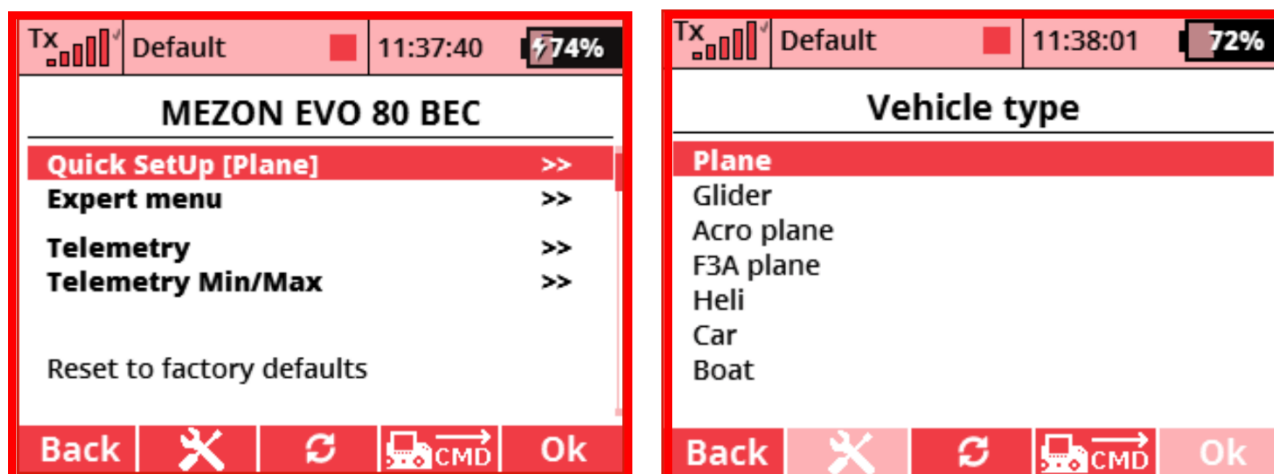 Tx Default 11:37:40 74%
MEZON EVO 80 BEC
Quick SetUp [Plane] >>
Expert menu >>
Telemetry >>
Telemetry Min/Max >>
Reset to factory defaults
Back CMD Ok
Tx Default 11:38:01 72%
Vehicle type
Plane
Glider
Acro plane
F3A plane
Heli
Car
Boat
Back CMD Ok